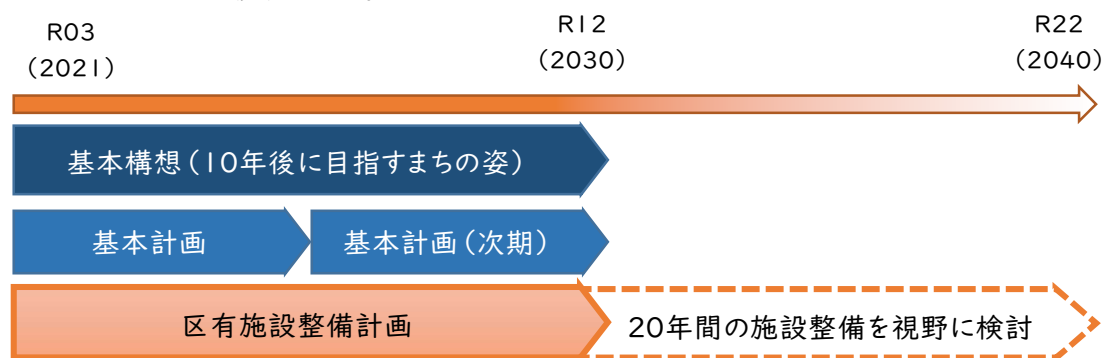 R03
(2021)
R12
(2030)
R22
(2040)
基本構想(10年後に目指すまちの姿)
基本計画
基本計画(次期)
区有施設整備計画
20年間の施設整備を視野に検討